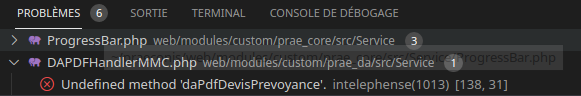 PROBLÈMES 6 SORTIE TERMINAL CONSOLE DE DÉBOGAGE
ProgressBar.php web/modules/custom/prae_core/src/Service 3
DAPDFHandlerMMC.php web/modules/custom/prae_da/src/Service 1
Undefined method 'daPdfDevisPrevoyance'. intelephense(1013) [138, 31]